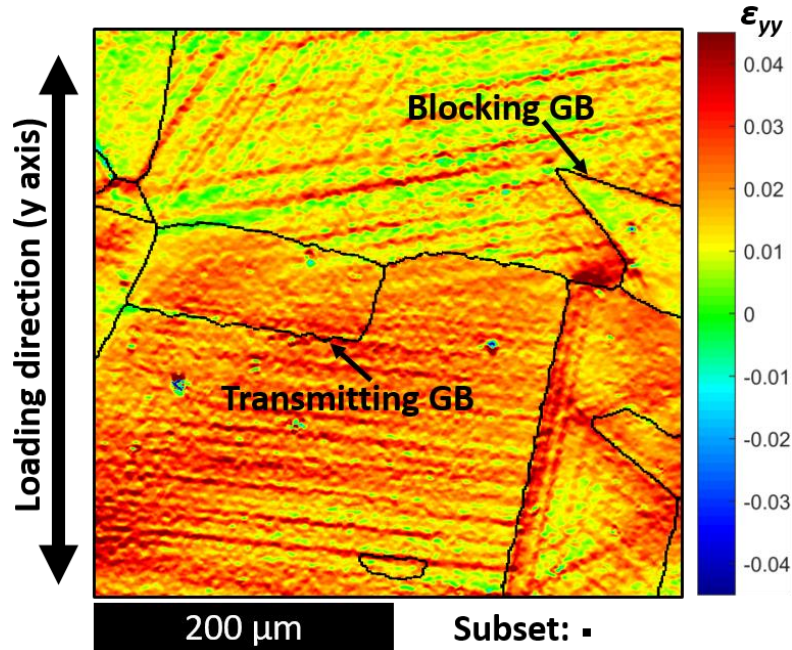 εyy
Loading direction (y axis)
Blocking GB
Transmitting GB
0.04
0.03
0.02
0.01
0
-0.01
-0.02
-0.03
-0.04
200 µm
Subset: